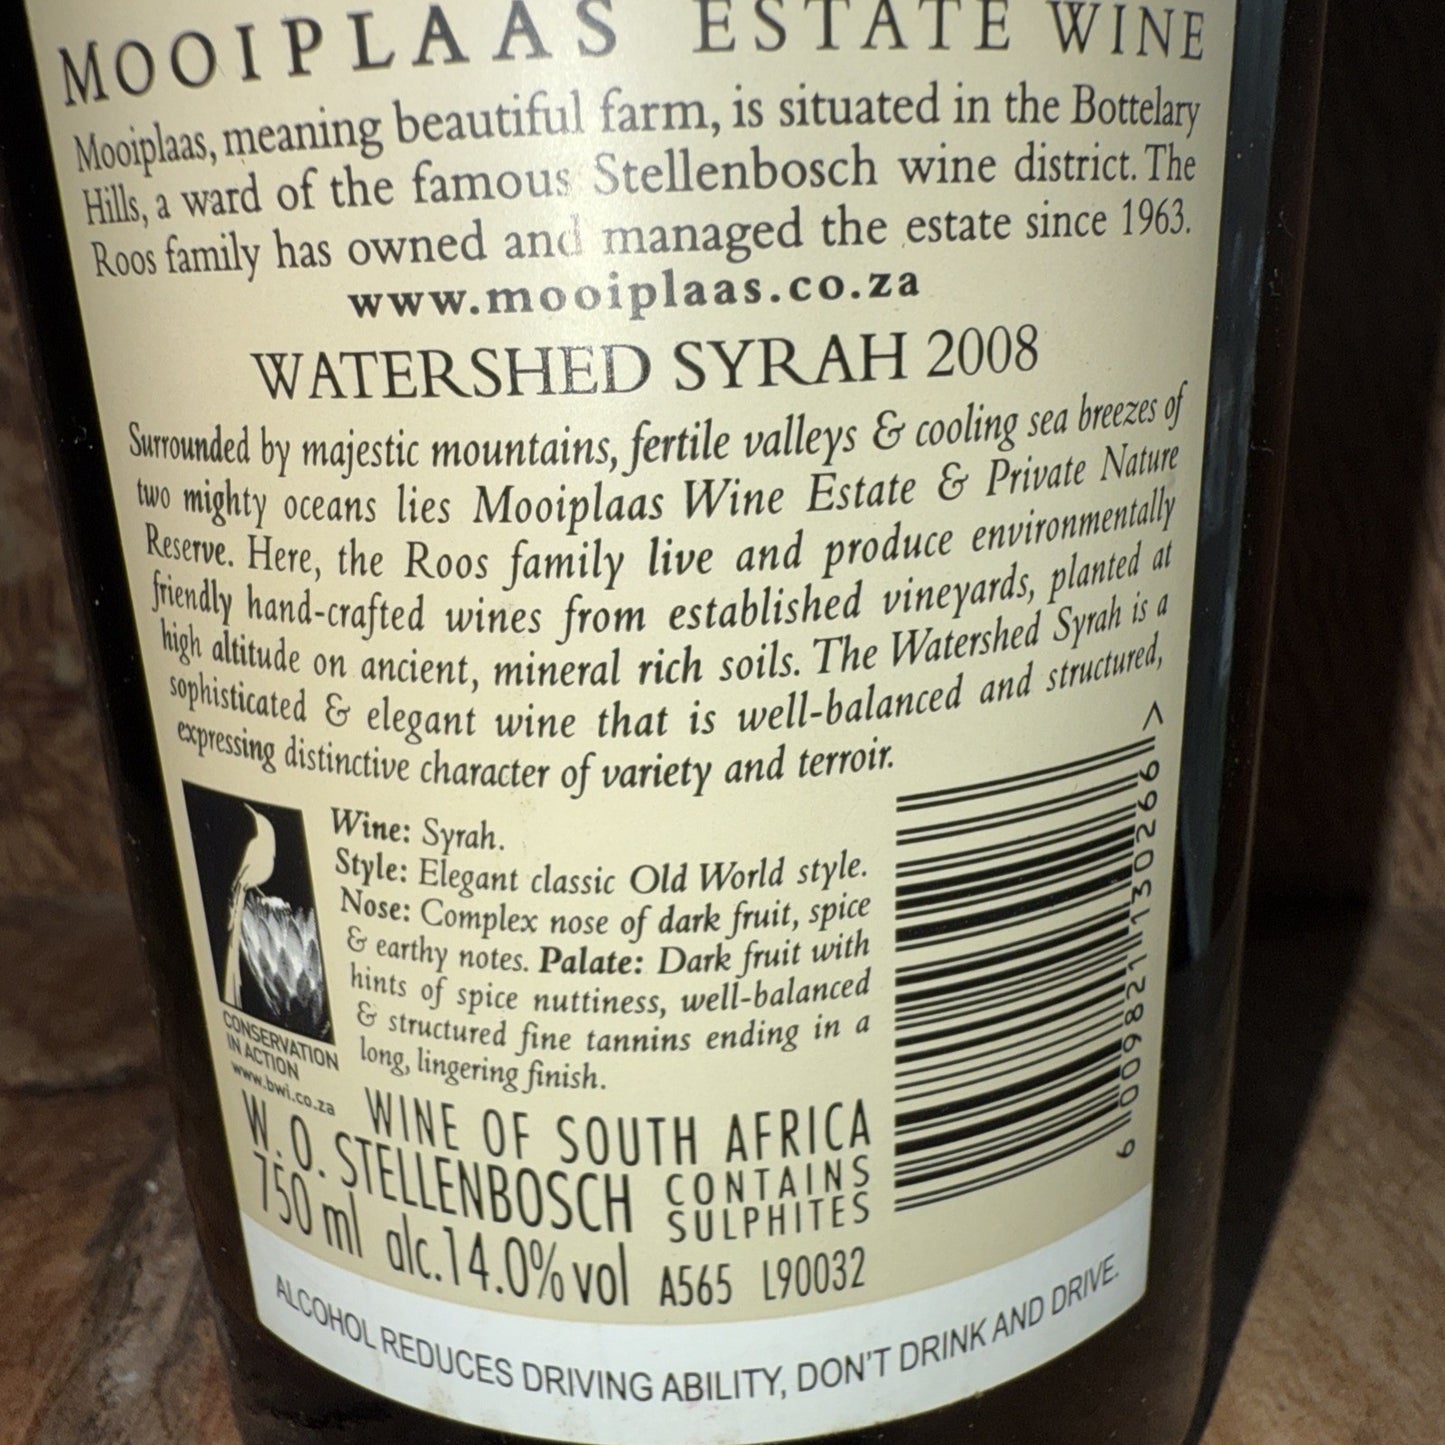 MOOIPLAAS ESTATE WINE
Mooiplaas, meaning beautiful farm, is situated in the Bottelary
Hills, a ward of the famous Stellenbosch wine district. The
Roos family has owned and managed the estate since 1963.
www.mooiplaas.co.za
WATERSHED SYRAH 2008
Surrounded by majestic mountains, fertile valleys & cooling sea breezes of
two mighty oceans lies Mooiplaas Wine Estate & Private Nature
Reserve. Here, the Roos family live and produce environmentally
friendly hand-crafted wines from established vineyards, planted at
high altitude on ancient, mineral rich soils. The Watershed Syrah is a
sophisticated & elegant wine that is well-balanced and structured,
expressing distinctive character of variety and terroir.
Wine: Syrah.
Style: Elegant classic Old World style.
Nose: Complex nose of dark fruit, spice
& earthy notes. Palate: Dark fruit with
hints of spice nuttiness, well-balanced
& structured fine tannins ending in a
long, lingering finish.
CONSERVATION
IN ACTION
www.bwi.co.za
6 009821 130266 >
WINE OF SOUTH AFRICA
W.O. STELLENBOSCH CONTAINS
SULPHITES
750 ml alc.14.0% vol A565 L90032
ALCOHOL REDUCES DRIVING ABILITY, DON'T DRINK AND DRIVE.